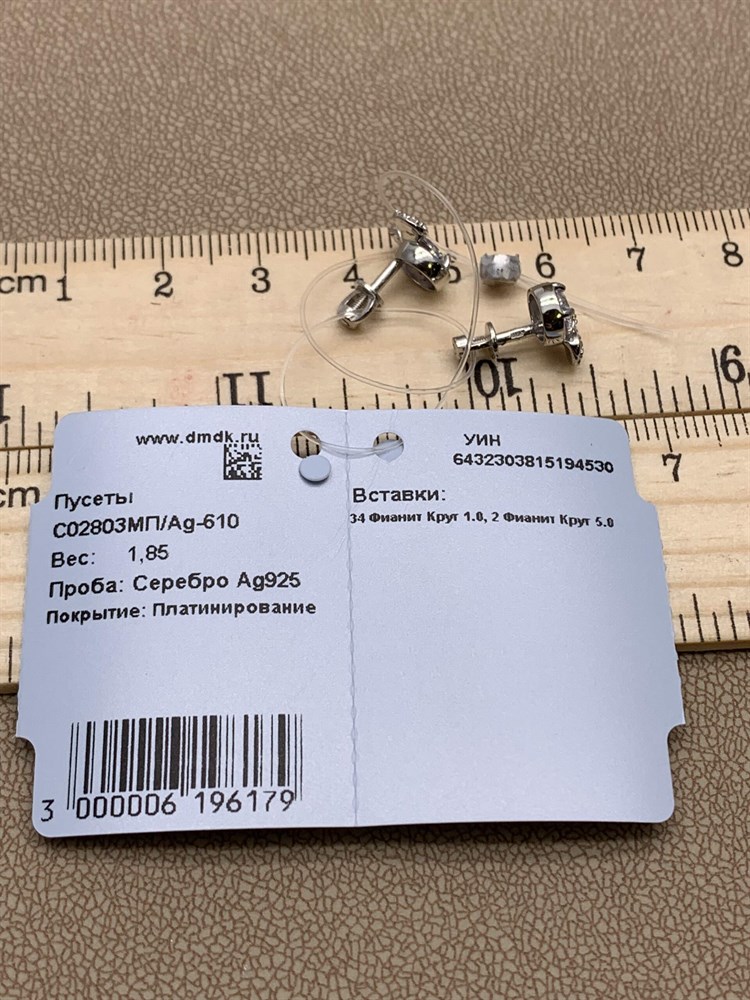 cm 1 2 3 4 5 6 7 8
11 10 9
cm 7
www.dmdk.ru
Пусеты
С02803МП/Ag-610
Вес: 1,85
Проба: Серебро Ag925
Покрытие: Платинирование
3 000006 196179
УИН
6432303815194530
Вставки:
34 Фианит Круг 1.0, 2 Фианит Круг 5.0